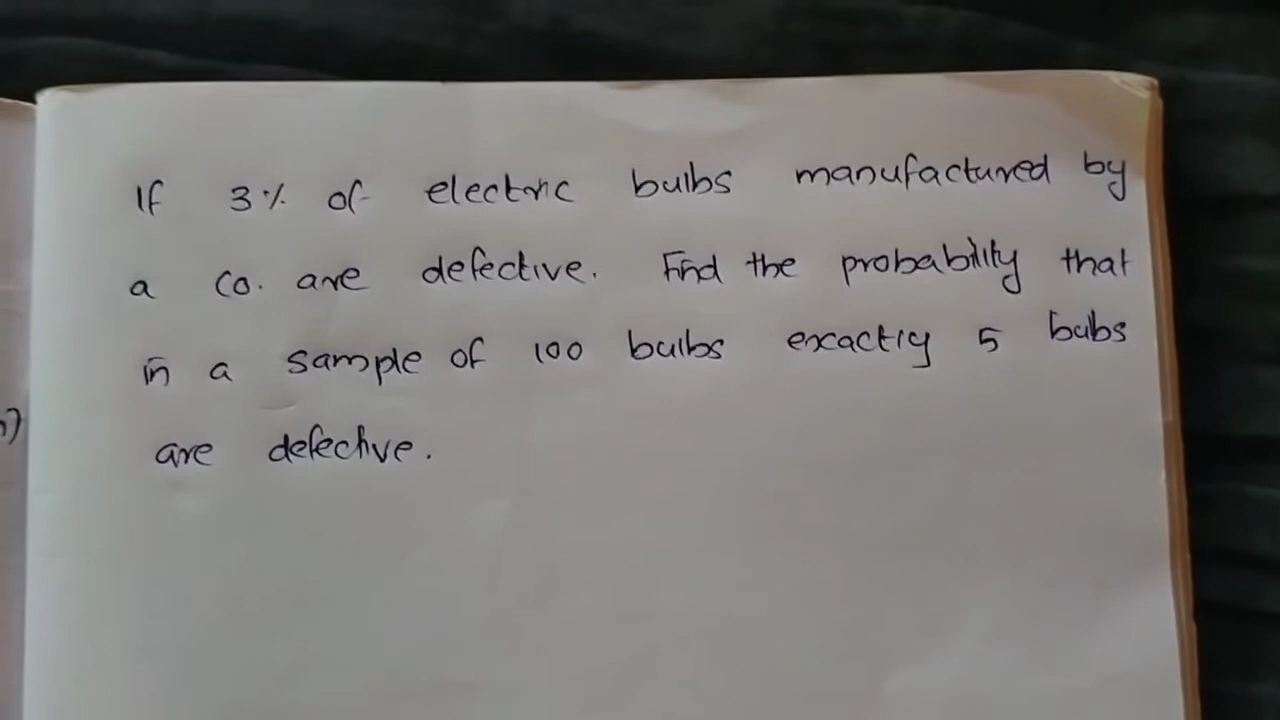 If 3% of electric bulbs manufactured by
a co. are defective. Find the probability that
in a sample of 100 bulbs exactly 5 bubs
are defective.